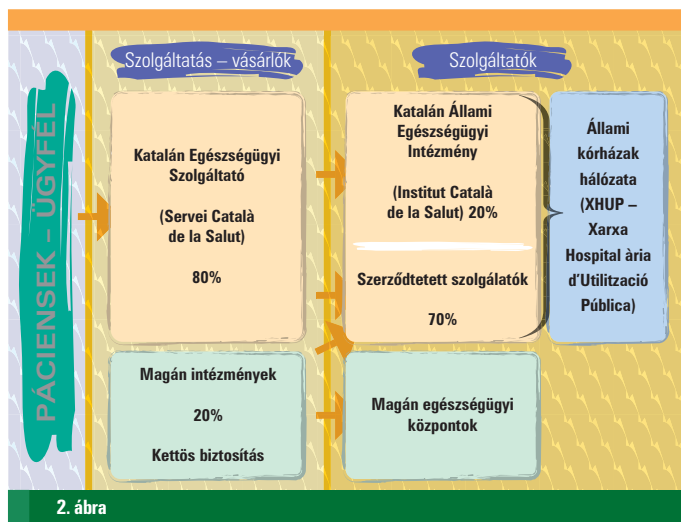 PÁCIENSEK – ÜGYFÉL
Szolgáltatás – vásárlók
Katalán Egészségügyi
Szolgáltató
(Servei Català
de la Salut)
80%
Magán intézmények
20%
Kettös biztosítás
Szolgáltatók
Katalán Állami
Egészségügyi
Intézmény
(Institut Català
de la Salut) 20%
Szerződtetett szolgálatók
70%
Magán egészségügyi
központok
Állami
kórházak
hálózata
(XHUP –
Xarxa
Hospital ària
d'Utilització
Pública)
2. ábra